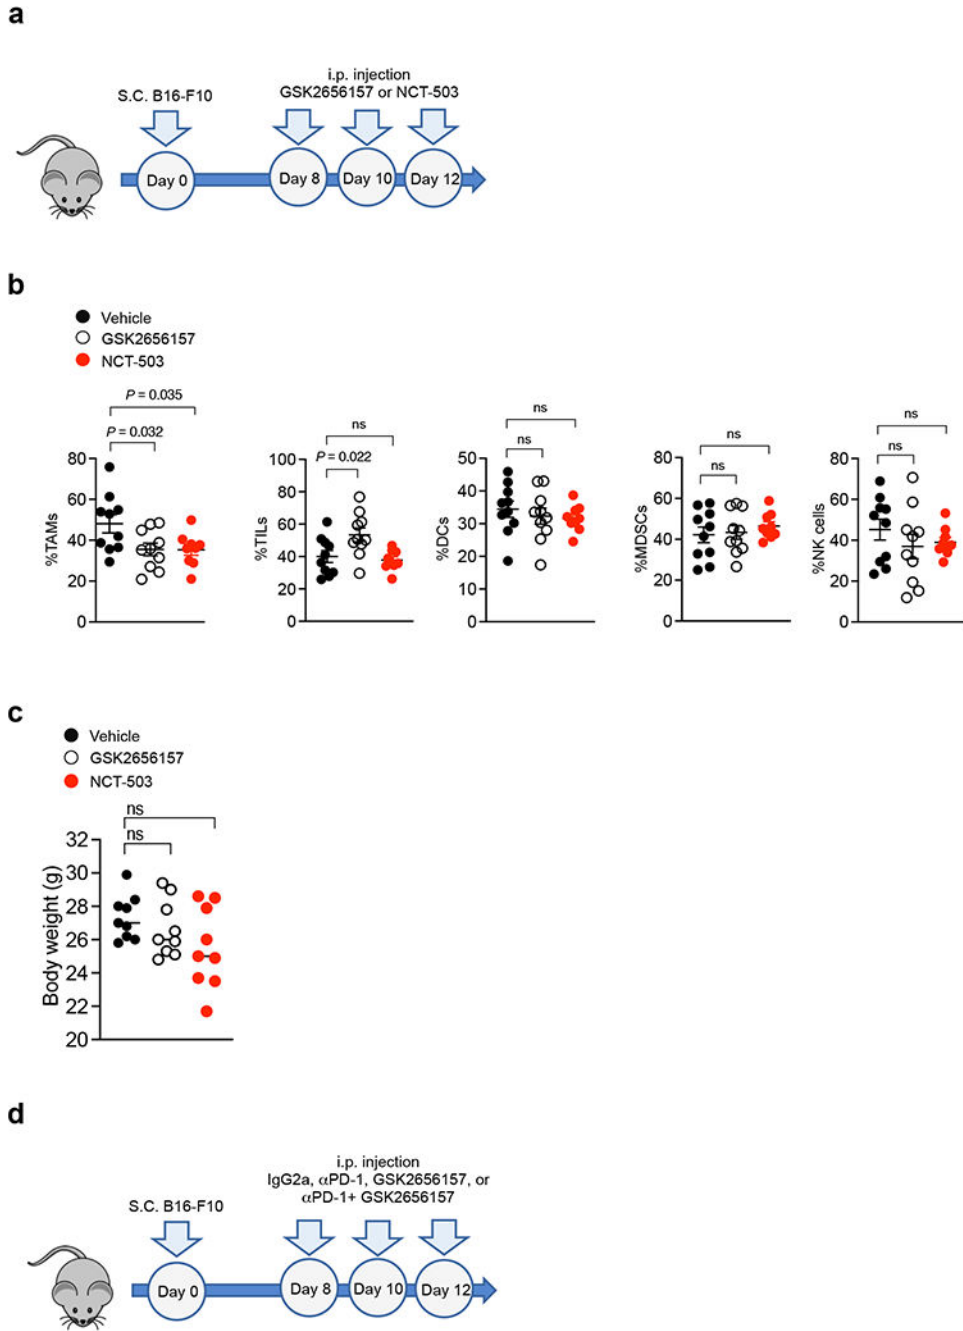 a
i.p. injection
S.C. B16-F10
GSK2656157 or NCT-503
Day 0
Day 8
Day 10
Day 12
b
Vehicle
GSK2656157
NCT-503
P = 0.035
P = 0.032
%TAMs
80
60
40
20
0
ns
P = 0.022
%TILs
100
80
60
40
20
0
ns
ns
%DCs
50
40
30
20
10
0
ns
ns
%MDSCs
80
60
40
20
0
ns
ns
%NK cells
80
60
40
20
0
c
Vehicle
GSK2656157
NCT-503
ns
ns
Body weight (g)
32
30
28
26
24
22
20
d
i.p. injection
IgG2a, αPD-1, GSK2656157, or
αPD-1+ GSK2656157
S.C. B16-F10
Day 0
Day 8
Day 10
Day 12